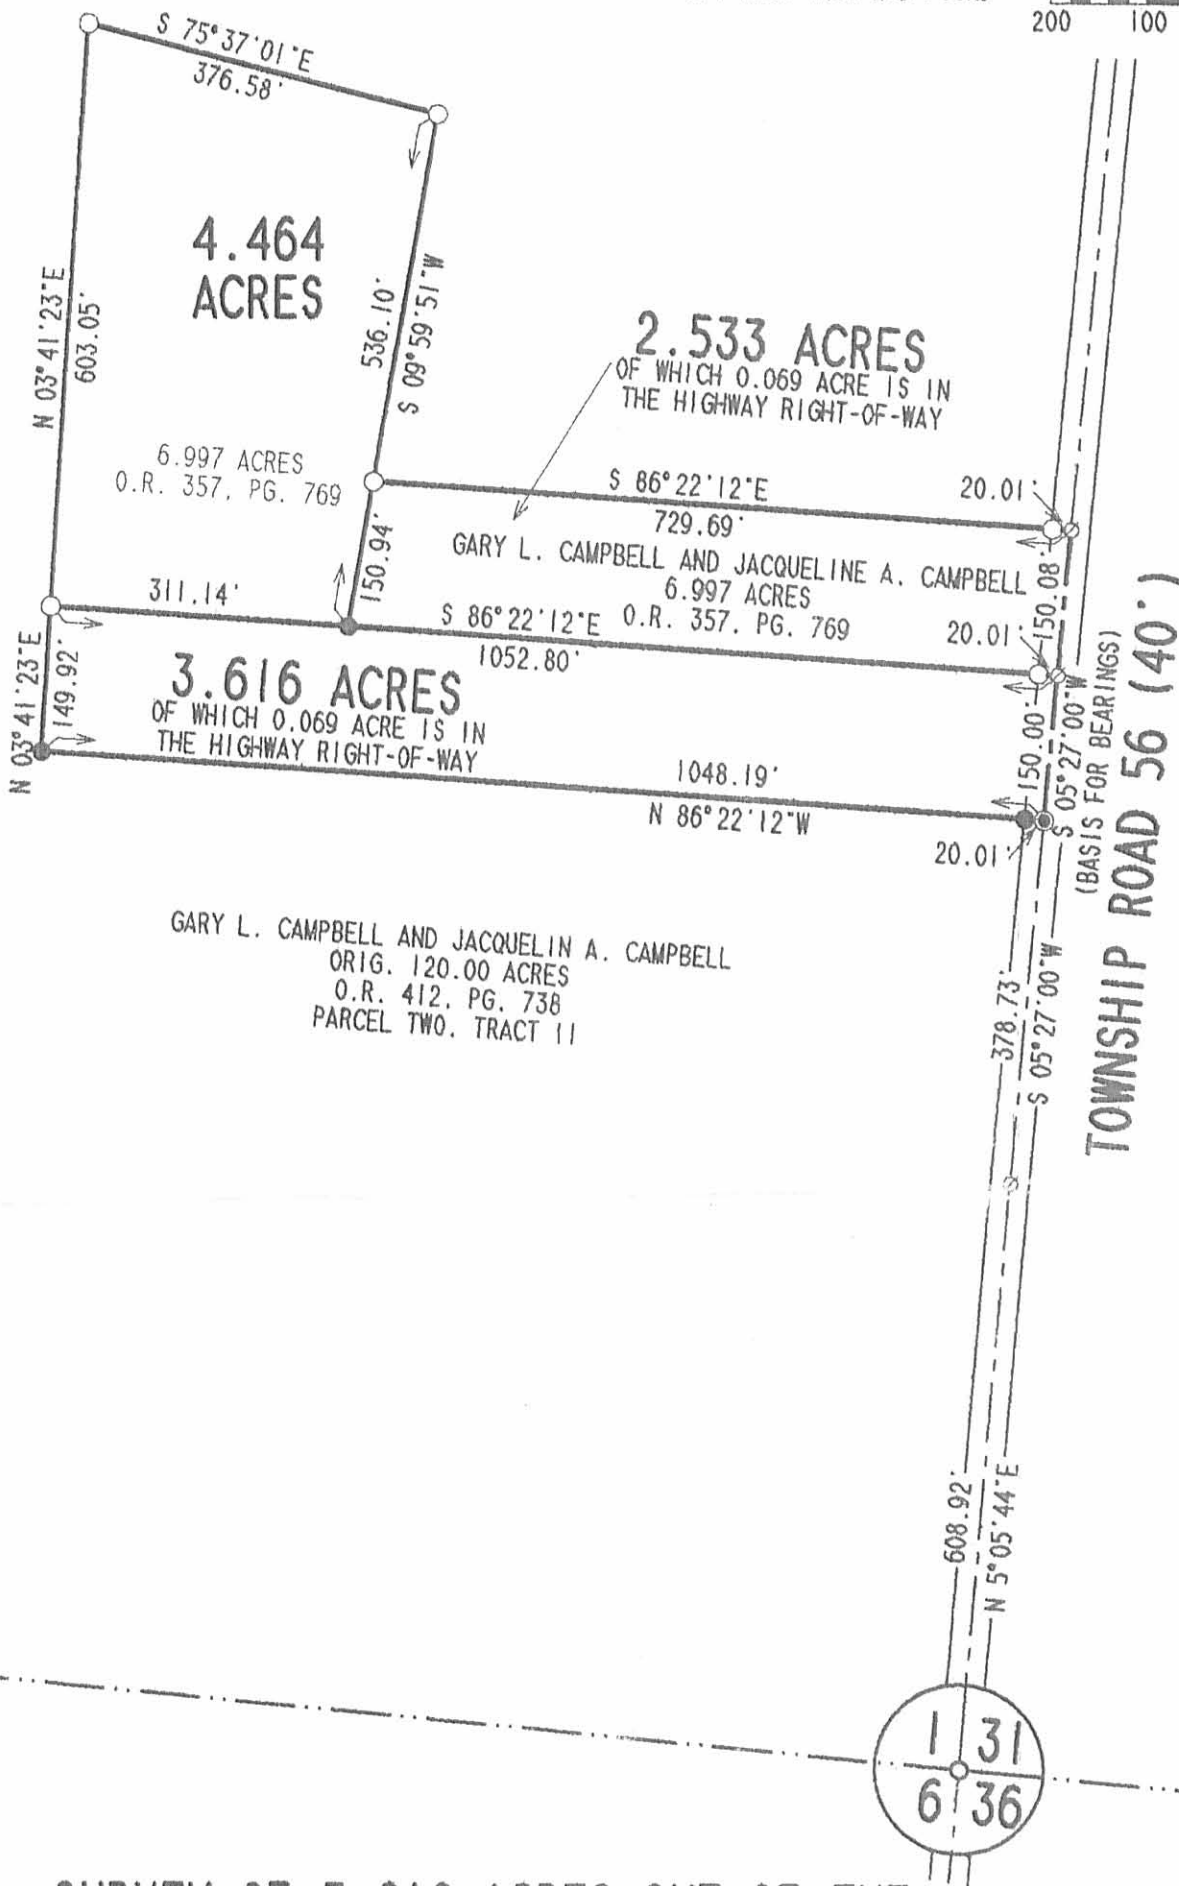 200 100
S 75°37'01"E
376.58'
4.464
ACRES
N 03°41'23"E
603.05'
536.10'
S 09°59'51"W
2.533 ACRES
OF WHICH 0.069 ACRE IS IN
THE HIGHWAY RIGHT-OF-WAY
6.997 ACRES
O.R. 357, PG. 769
S 86°22'12"E
729.69'
20.01'
150.94'
GARY L. CAMPBELL AND JACQUELINE A. CAMPBELL
6.997 ACRES
O.R. 357, PG. 769
150.08'
311.14'
S 86°22'12"E
1052.80'
20.01'
N 03°41'23"E
149.92'
3.616 ACRES
OF WHICH 0.069 ACRE IS IN
THE HIGHWAY RIGHT-OF-WAY
1048.19'
N 86°22'12"W
150.00'
S 05°27'00"W
(BASIS FOR BEARINGS)
TOWNSHIP ROAD 56 (40')
20.01'
GARY L. CAMPBELL AND JACQUELIN A. CAMPBELL
ORIG. 120.00 ACRES
O.R. 412, PG. 738
PARCEL TWO, TRACT 11
378.73'
S 05°27'00"W
608.92'
N 5°05'44"E
1 31
6 36